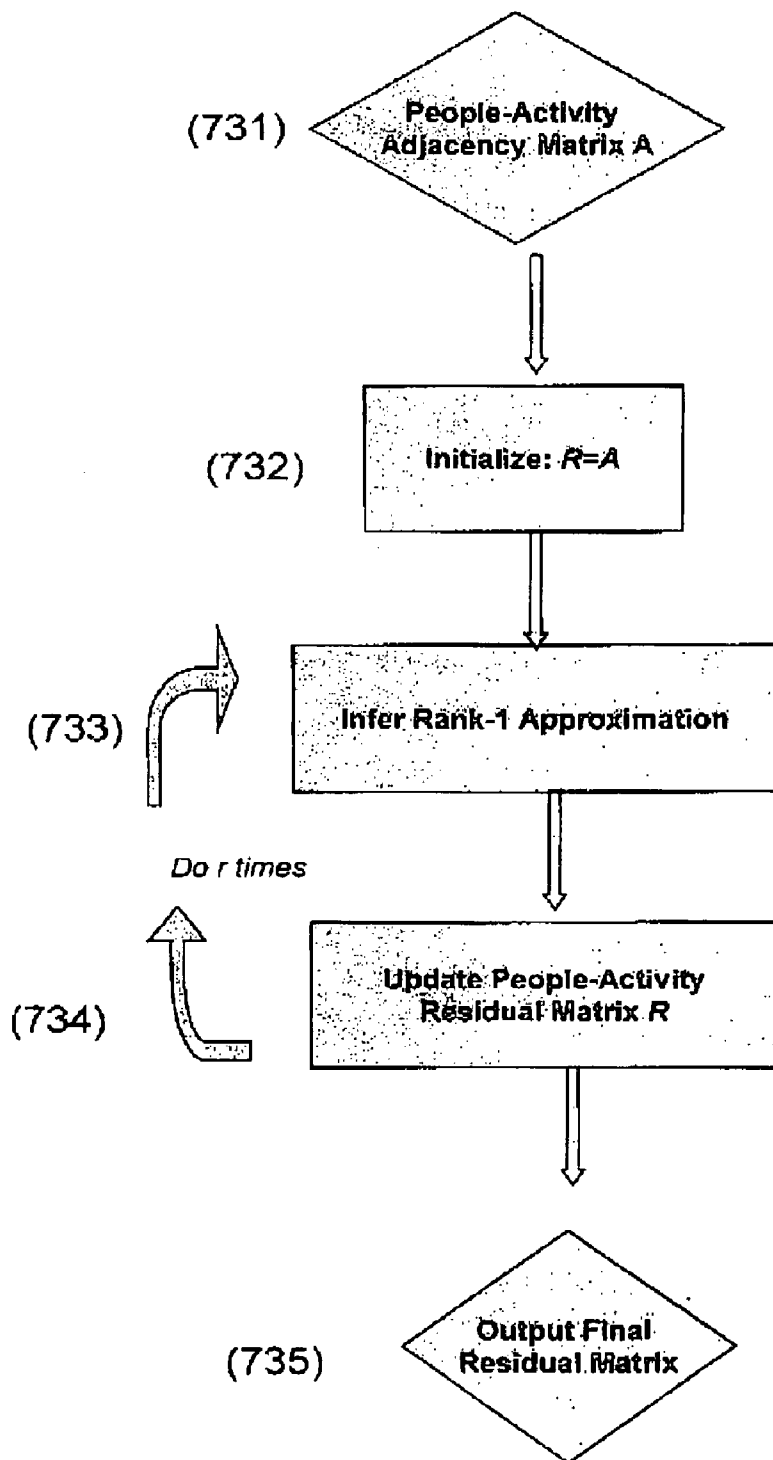 (731)
People-Activity
Adjacency Matrix A
(732)
Initialize: R=A
(733)
Infer Rank-1 Approximation
Do r times
(734)
Update People-Activity
Residual Matrix R
(735)
Output Final
Residual Matrix